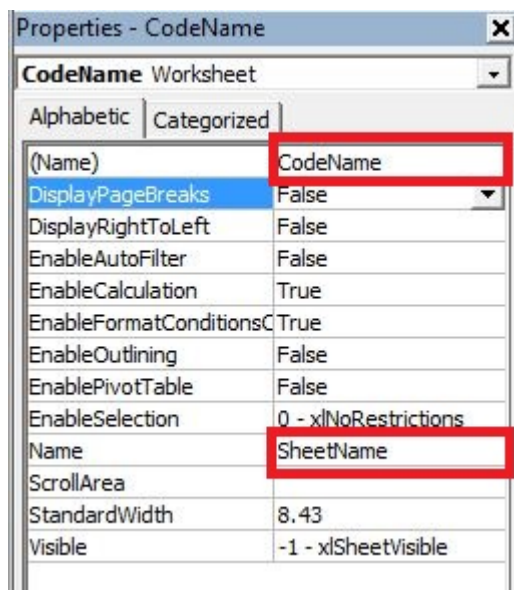 Properties - CodeName
CodeName Worksheet
Alphabetic Categorized
(Name) CodeName
DisplayPageBreaks False
DisplayRightToLeft False
EnableAutoFilter False
EnableCalculation True
EnableFormatConditionsC True
EnableOutlining False
EnablePivotTable False
EnableSelection 0 - xlNoRestrictions
Name SheetName
ScrollArea
StandardWidth 8.43
Visible -1 - xlSheetVisible